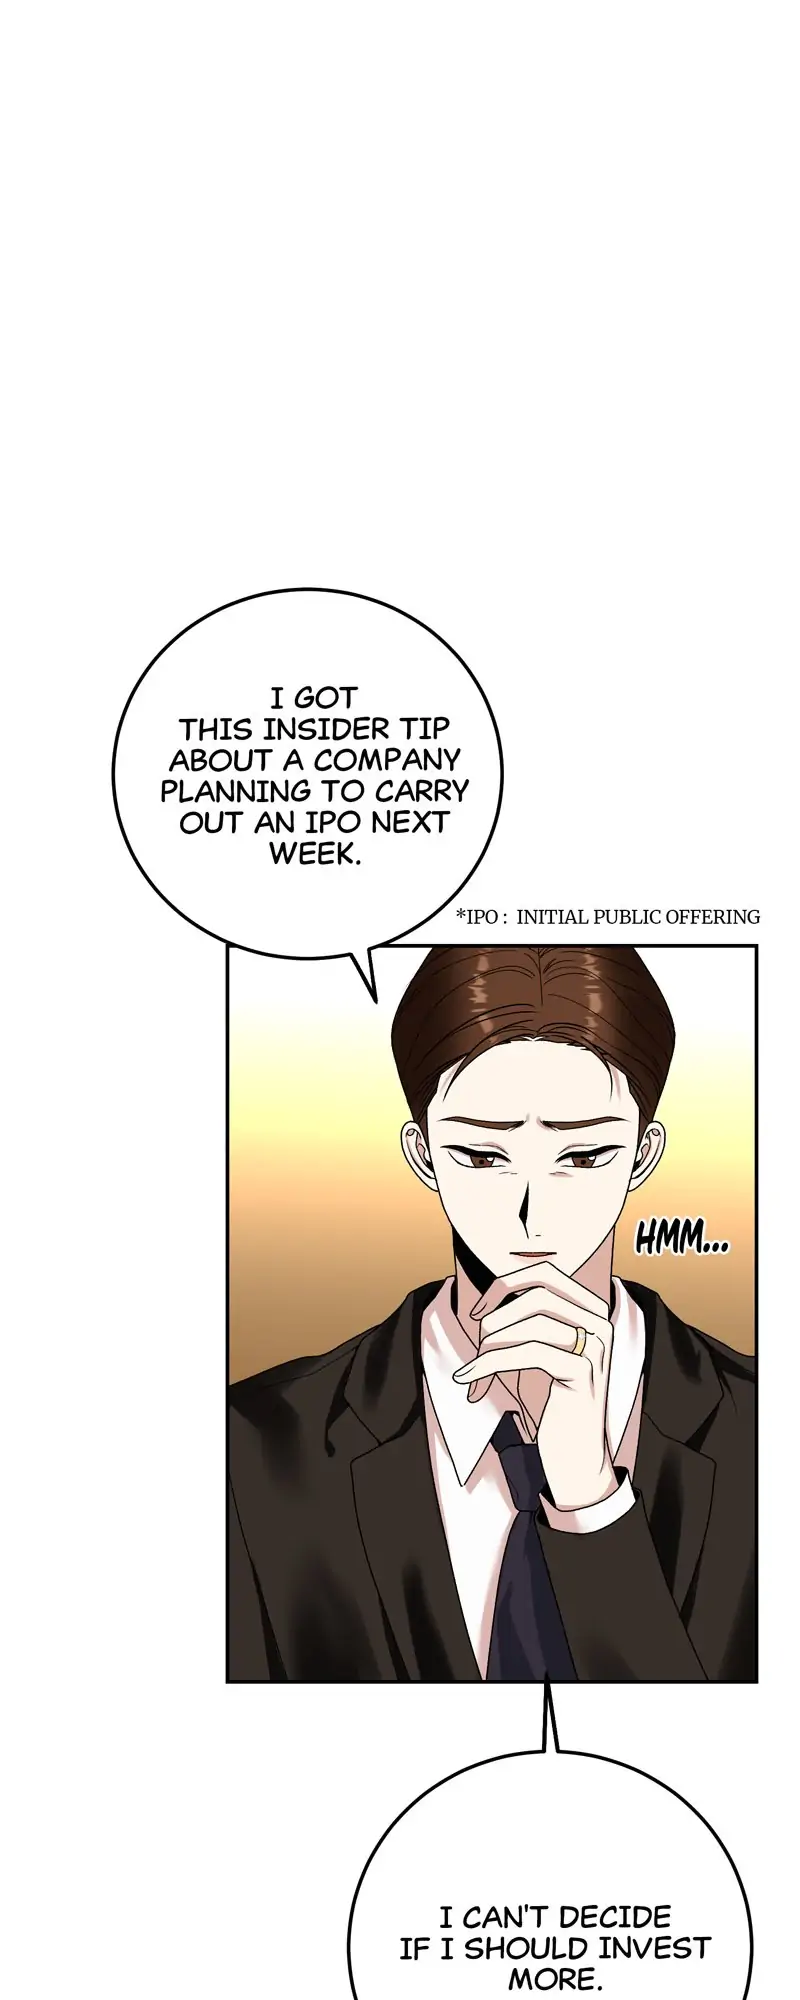 I GOT
THIS INSIDER TIP
ABOUT A COMPANY
PLANNING TO CARRY
OUT AN IPO NEXT
WEEK.
*IPO : INITIAL PUBLIC OFFERING
HMM...
I CAN'T DECIDE
IF I SHOULD INVEST
MORE.